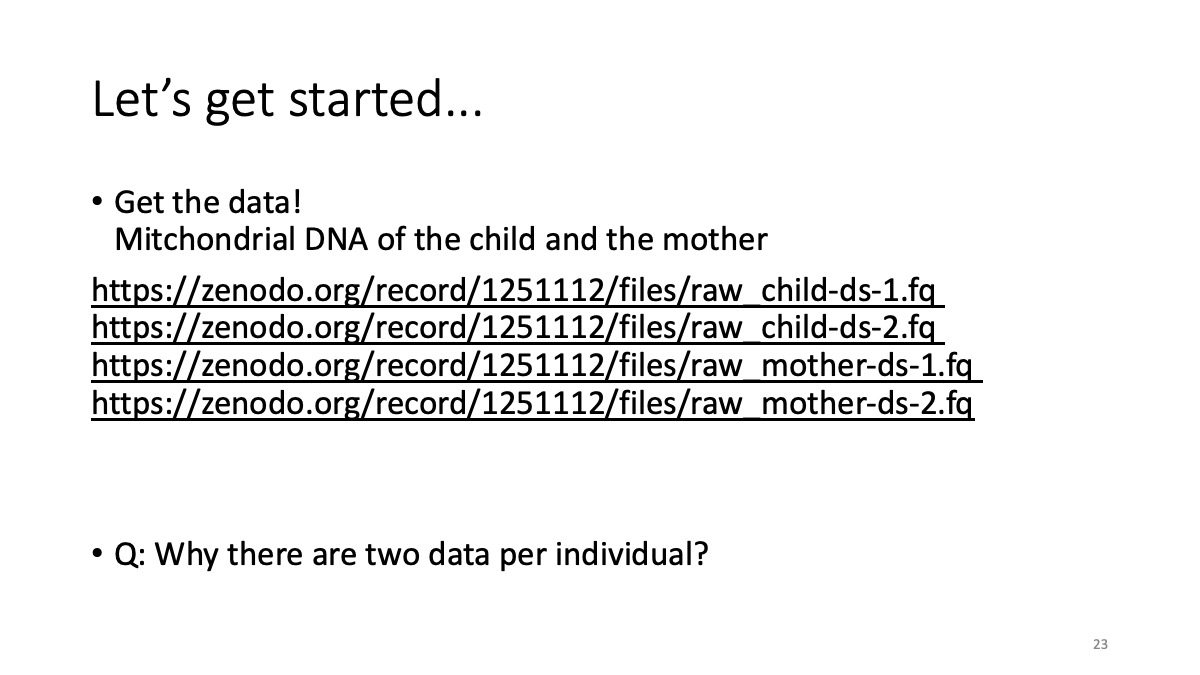 Let’s get started...
• Get the data!
Mitchondrial DNA of the child and the mother
https://zenodo.org/record/1251112/files/raw_child-ds-1.fq
https://zenodo.org/record/1251112/files/raw_child-ds-2.fq
https://zenodo.org/record/1251112/files/raw_mother-ds-1.fq
https://zenodo.org/record/1251112/files/raw_mother-ds-2.fq
• Q: Why there are two data per individual?
23